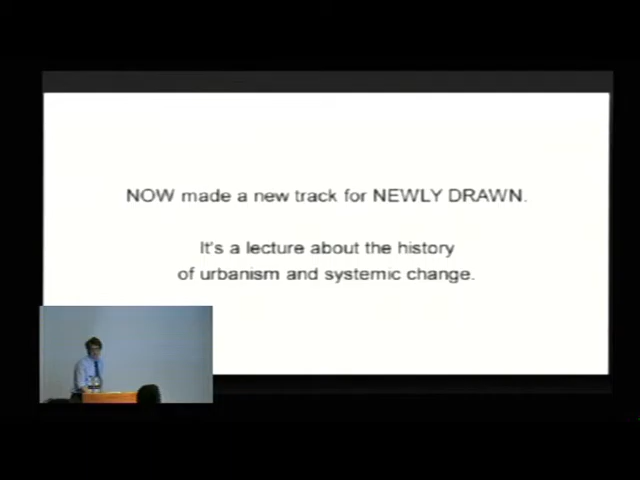 NOW made a new track for NEWLY DRAWN.
It's a lecture about the history
of urbanism and systemic change.